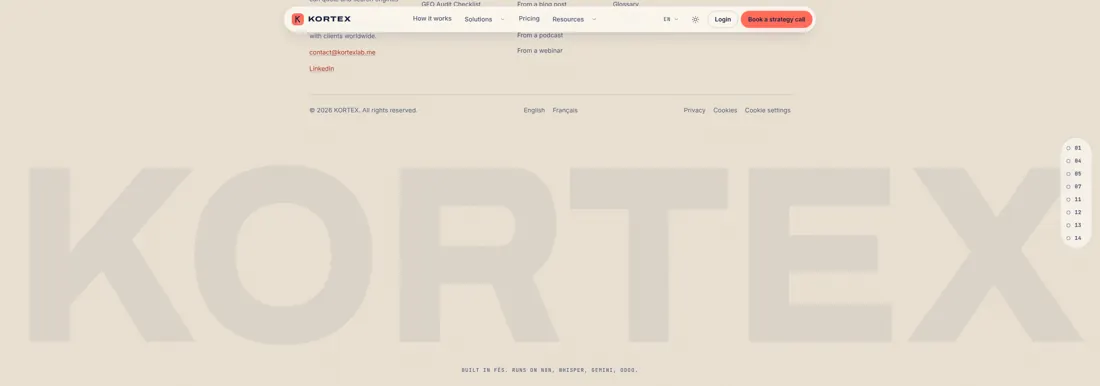 GEO Audit Checklist
From a blog post
Glossary
KORTEX
How it works
Solutions
Pricing
Resources
EN
Login
Book a strategy call
with clients worldwide.
From a podcast
contact@kortexlab.me
From a webinar
LinkedIn
© 2026 KORTEX. All rights reserved.
English
Français
Privacy
Cookies
Cookie settings
KORTEX
01
04
05
07
11
12
13
14
BUILT IN FÈS. RUNS ON N8N, WHISPER, GEMINI, ODOO.